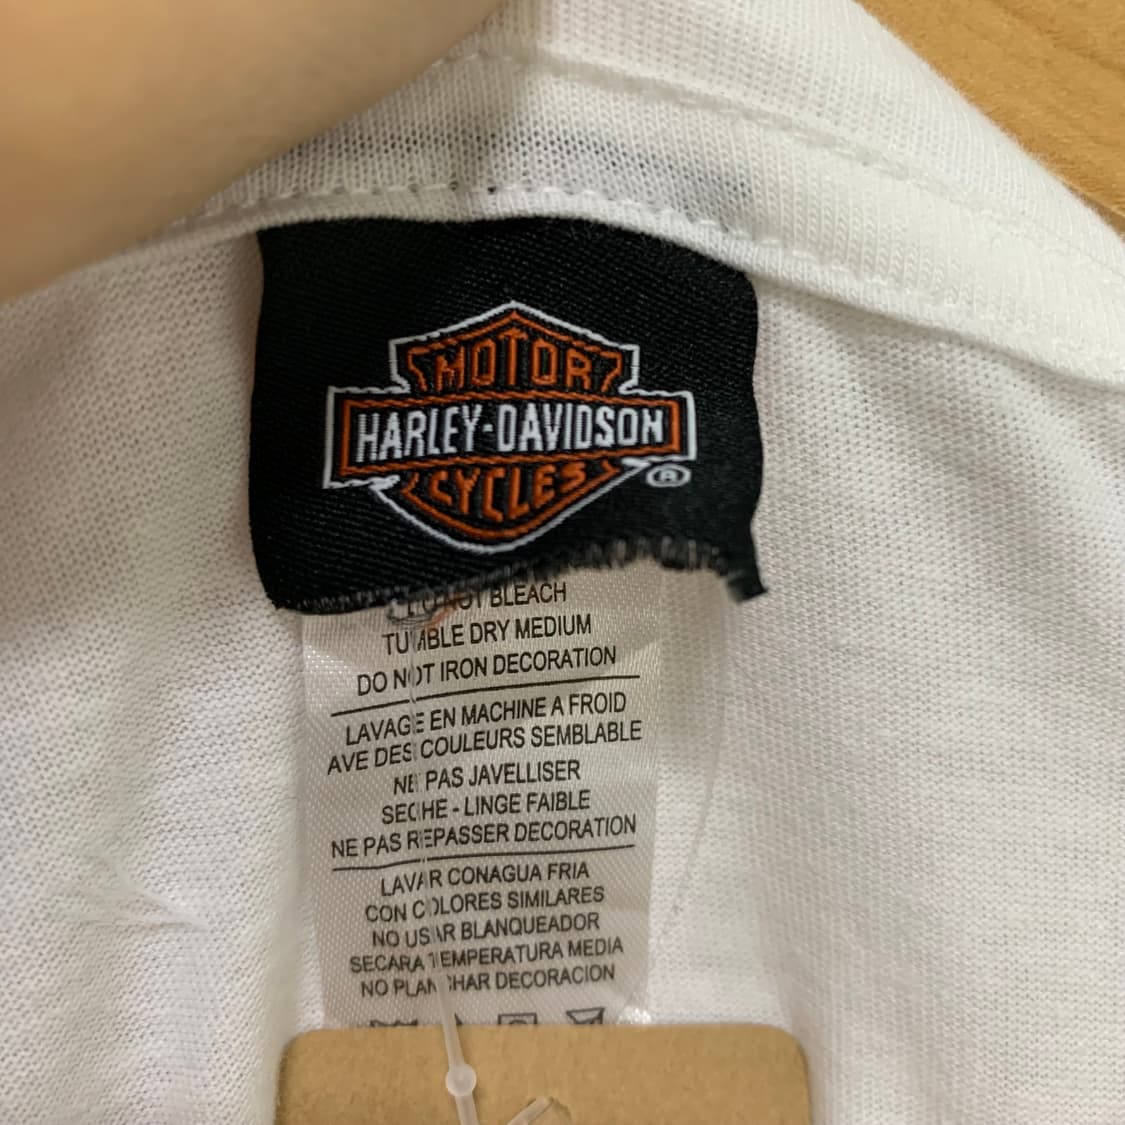 MOTOR
HARLEY-DAVIDSON
CYCLES
®
DO NOT BLEACH
TUMBLE DRY MEDIUM
DO NOT IRON DECORATION
LAVAGE EN MACHINE A FROID
AVE DES COULEURS SEMBLABLE
NE PAS JAVELLISER
SECHE - LINGE FAIBLE
NE PAS REPASSER DECORATION
LAVAR CONAGUA FRIA
CON COLORES SIMILARES
NO USAR BLANQUEADOR
SECARA TEMPERATURA MEDIA
NO PLANCHAR DECORACION